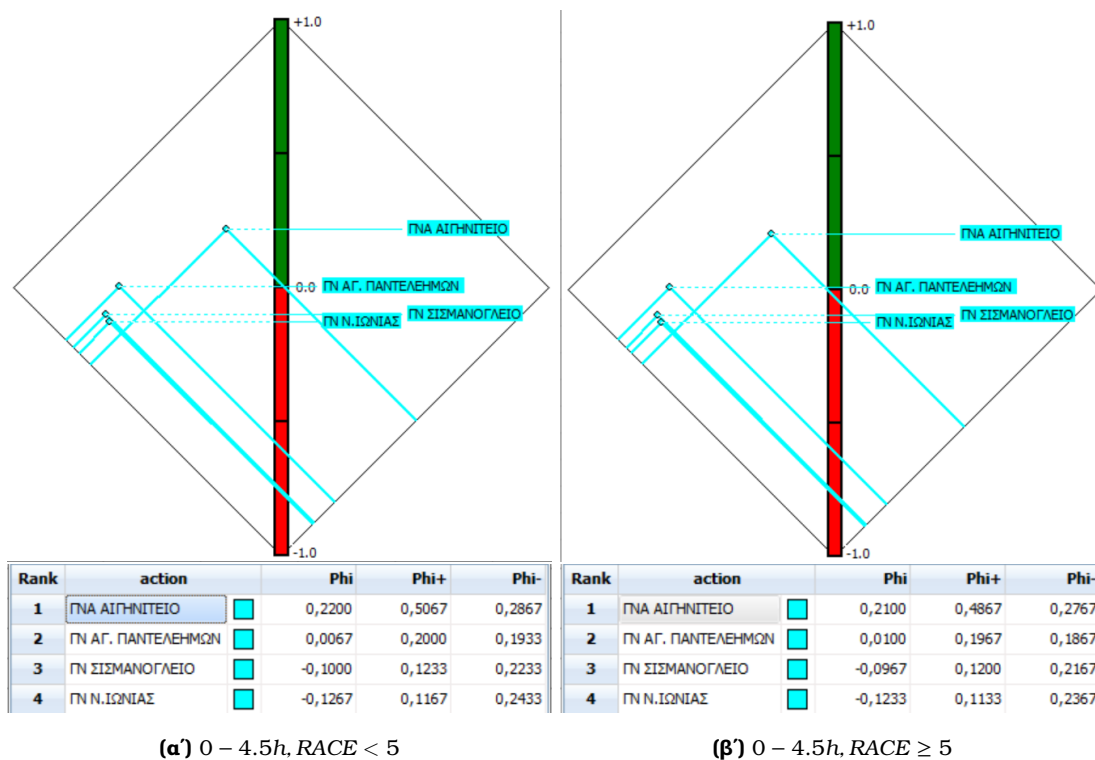 +1.0
ΓΝΑ ΑΙΓΗΝΙΤΕΙΟ
0.0
ΓΝ ΑΓ. ΠΑΝΤΕΛΕΗΜΩΝ
ΓΝ ΣΙΣΜΑΝΟΓΛΕΙΟ
ΓΝ Ν.ΙΩΝΙΑΣ
-1.0
Rank action Phi Phi+ Phi-
1 ΓΝΑ ΑΙΓΗΝΙΤΕΙΟ 0,2200 0,5067 0,2867
2 ΓΝ ΑΓ. ΠΑΝΤΕΛΕΗΜΩΝ 0,0067 0,2000 0,1933
3 ΓΝ ΣΙΣΜΑΝΟΓΛΕΙΟ -0,1000 0,1233 0,2233
4 ΓΝ Ν.ΙΩΝΙΑΣ -0,1267 0,1167 0,2433
(αʹ) 0 − 4.5h, RACE < 5
+1.0
ΓΝΑ ΑΙΓΗΝΙΤΕΙΟ
0.0
ΓΝ ΑΓ. ΠΑΝΤΕΛΕΗΜΩΝ
ΓΝ ΣΙΣΜΑΝΟΓΛΕΙΟ
ΓΝ Ν.ΙΩΝΙΑΣ
-1.0
Rank action Phi Phi+ Phi-
1 ΓΝΑ ΑΙΓΗΝΙΤΕΙΟ 0,2100 0,4867 0,2767
2 ΓΝ ΑΓ. ΠΑΝΤΕΛΕΗΜΩΝ 0,0100 0,1967 0,1867
3 ΓΝ ΣΙΣΜΑΝΟΓΛΕΙΟ -0,0967 0,1200 0,2167
4 ΓΝ Ν.ΙΩΝΙΑΣ -0,1233 0,1133 0,2367
(βʹ) 0 − 4.5h, RACE ≥ 5